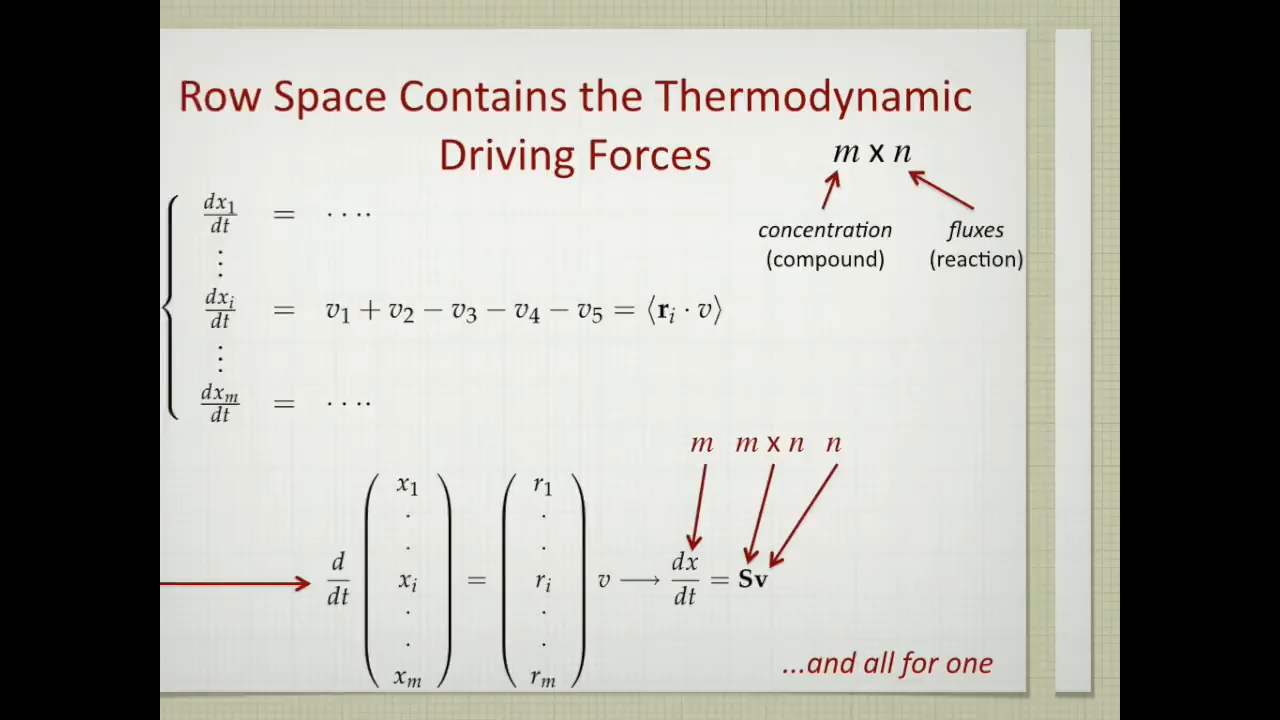 Row Space Contains the Thermodynamic
Driving Forces
m x n
concentration
(compound)
fluxes
(reaction)
dx₁/dt = ····
⋮
dxᵢ/dt = v₁ + v₂ − v₃ − v₄ − v₅ = ⟨rᵢ · v⟩
⋮
dxₘ/dt = ····
m m x n n
d/dt ( x₁ . . xᵢ . . xₘ ) = ( r₁ . . rᵢ . . rₘ ) v ⟶ dx/dt = Sv
...and all for one